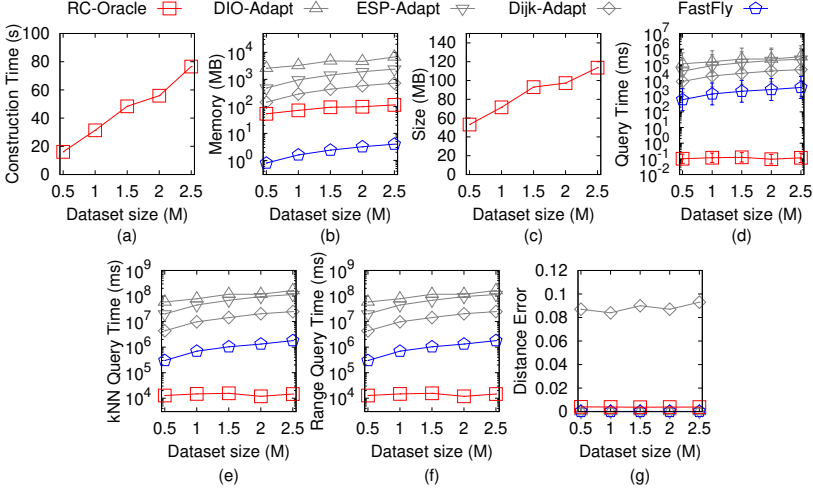 RC-Oracle DIO-Adapt ESP-Adapt Dijk-Adapt FastFly
Construction Time (s)
100
80
60
40
20
0
0.5 1 1.5 2 2.5
Dataset size (M)
(a)
Memory (MB)
10^4
10^3
10^2
10^1
10^0
0.5 1 1.5 2 2.5
Dataset size (M)
(b)
Size (MB)
140
120
100
80
60
40
20
0
0.5 1 1.5 2 2.5
Dataset size (M)
(c)
Query Time (ms)
10^7
10^6
10^5
10^4
10^3
10^2
10^1
10^0
10^-1
10^-2
0.5 1 1.5 2 2.5
Dataset size (M)
(d)
kNN Query Time (ms)
10^9
10^8
10^7
10^6
10^5
10^4
0.5 1 1.5 2 2.5
Dataset size (M)
(e)
Range Query Time (ms)
10^9
10^8
10^7
10^6
10^5
10^4
0.5 1 1.5 2 2.5
Dataset size (M)
(f)
Distance Error
0.12
0.1
0.08
0.06
0.04
0.02
0
0.5 1 1.5 2 2.5
Dataset size (M)
(g)